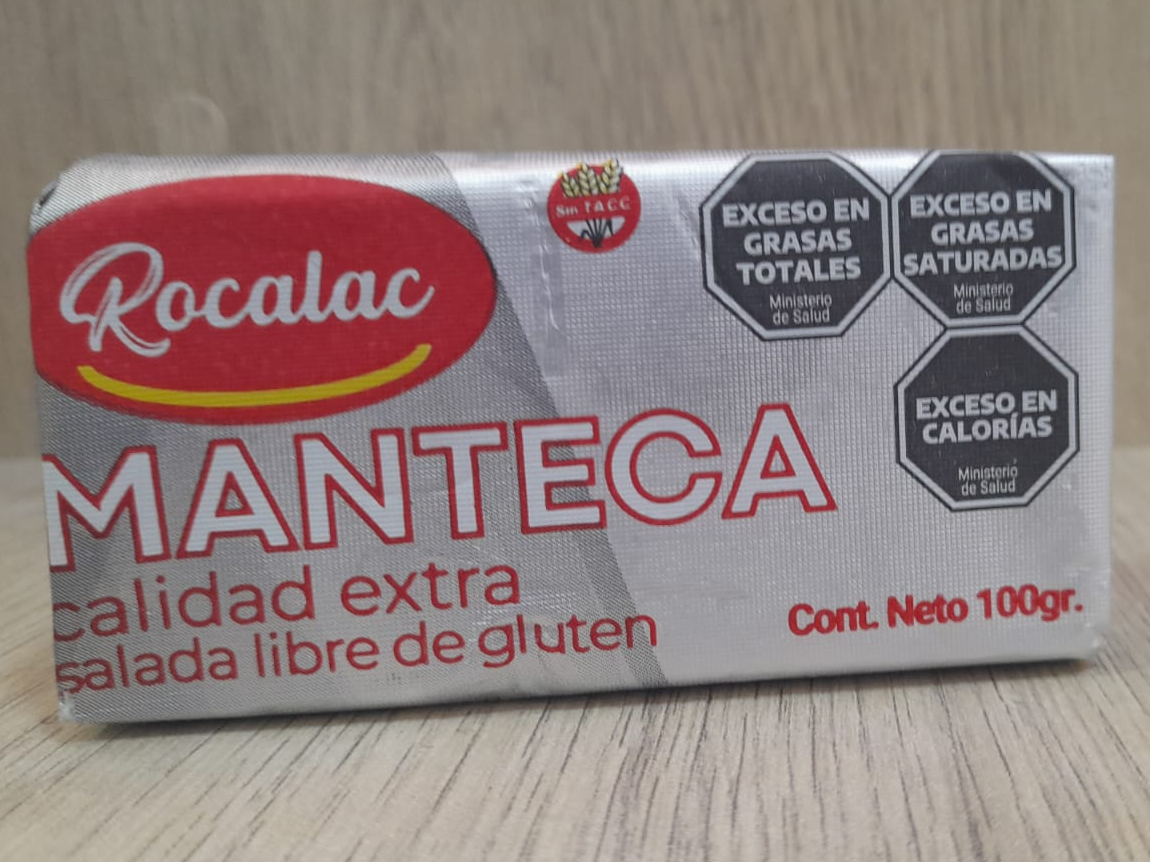 Rocalac
Sin TACC
EXCESO EN
GRASAS
TOTALES
Ministerio
de Salud
EXCESO EN
GRASAS
SATURADAS
Ministerio
de Salud
EXCESO EN
CALORÍAS
Ministerio
de Salud
MANTECA
calidad extra
salada libre de gluten
Cont. Neto 100gr.